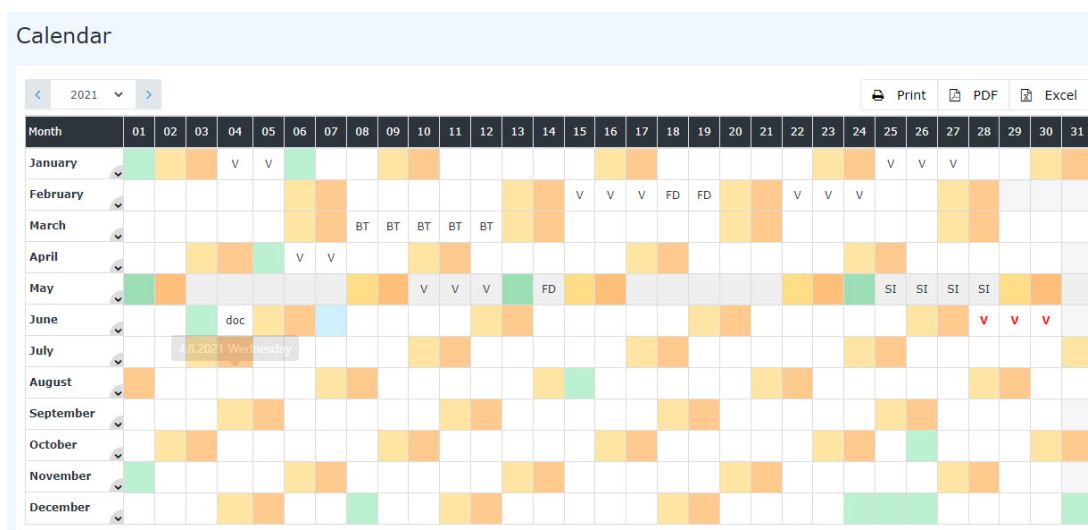 Calendar
2021
Print PDF Excel
Month 01 02 03 04 05 06 07 08 09 10 11 12 13 14 15 16 17 18 19 20 21 22 23 24 25 26 27 28 29 30 31
January V V V V V
February V V V FD FD V V V
March BT BT BT BT BT
April V V
May V V V FD SI SI SI SI
June doc V V V
4.8.2021 Wednesday
July
August
September
October
November
December